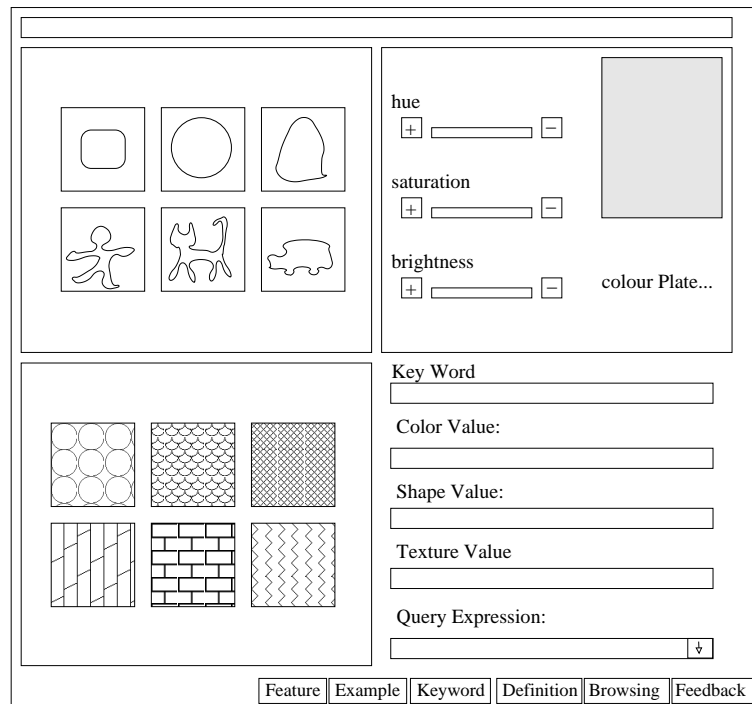 hue
+ −
saturation
+ −
brightness
+ −
colour Plate...
Key Word
Color Value:
Shape Value:
Texture Value
Query Expression:
Feature Example Keyword Definition Browsing Feedback